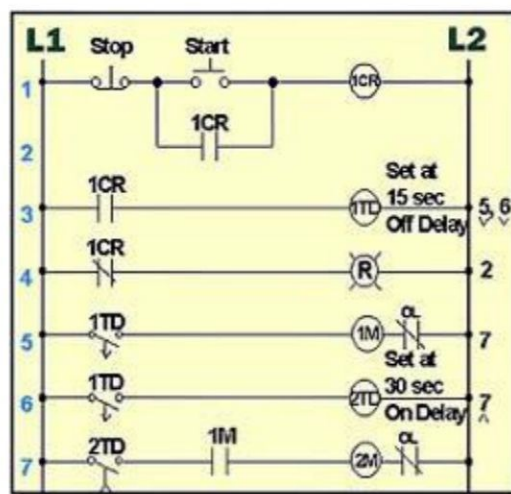 L1 Stop Start L2
1 1CR
1CR
2
1CR Set at
3 1TD 15 sec 5, 6
Off Delay
1CR
4 R 2
1TD OL
5 1M 7
1TD Set at
6 2TD 30 sec 7
On Delay
2TD 1M OL
7 2M